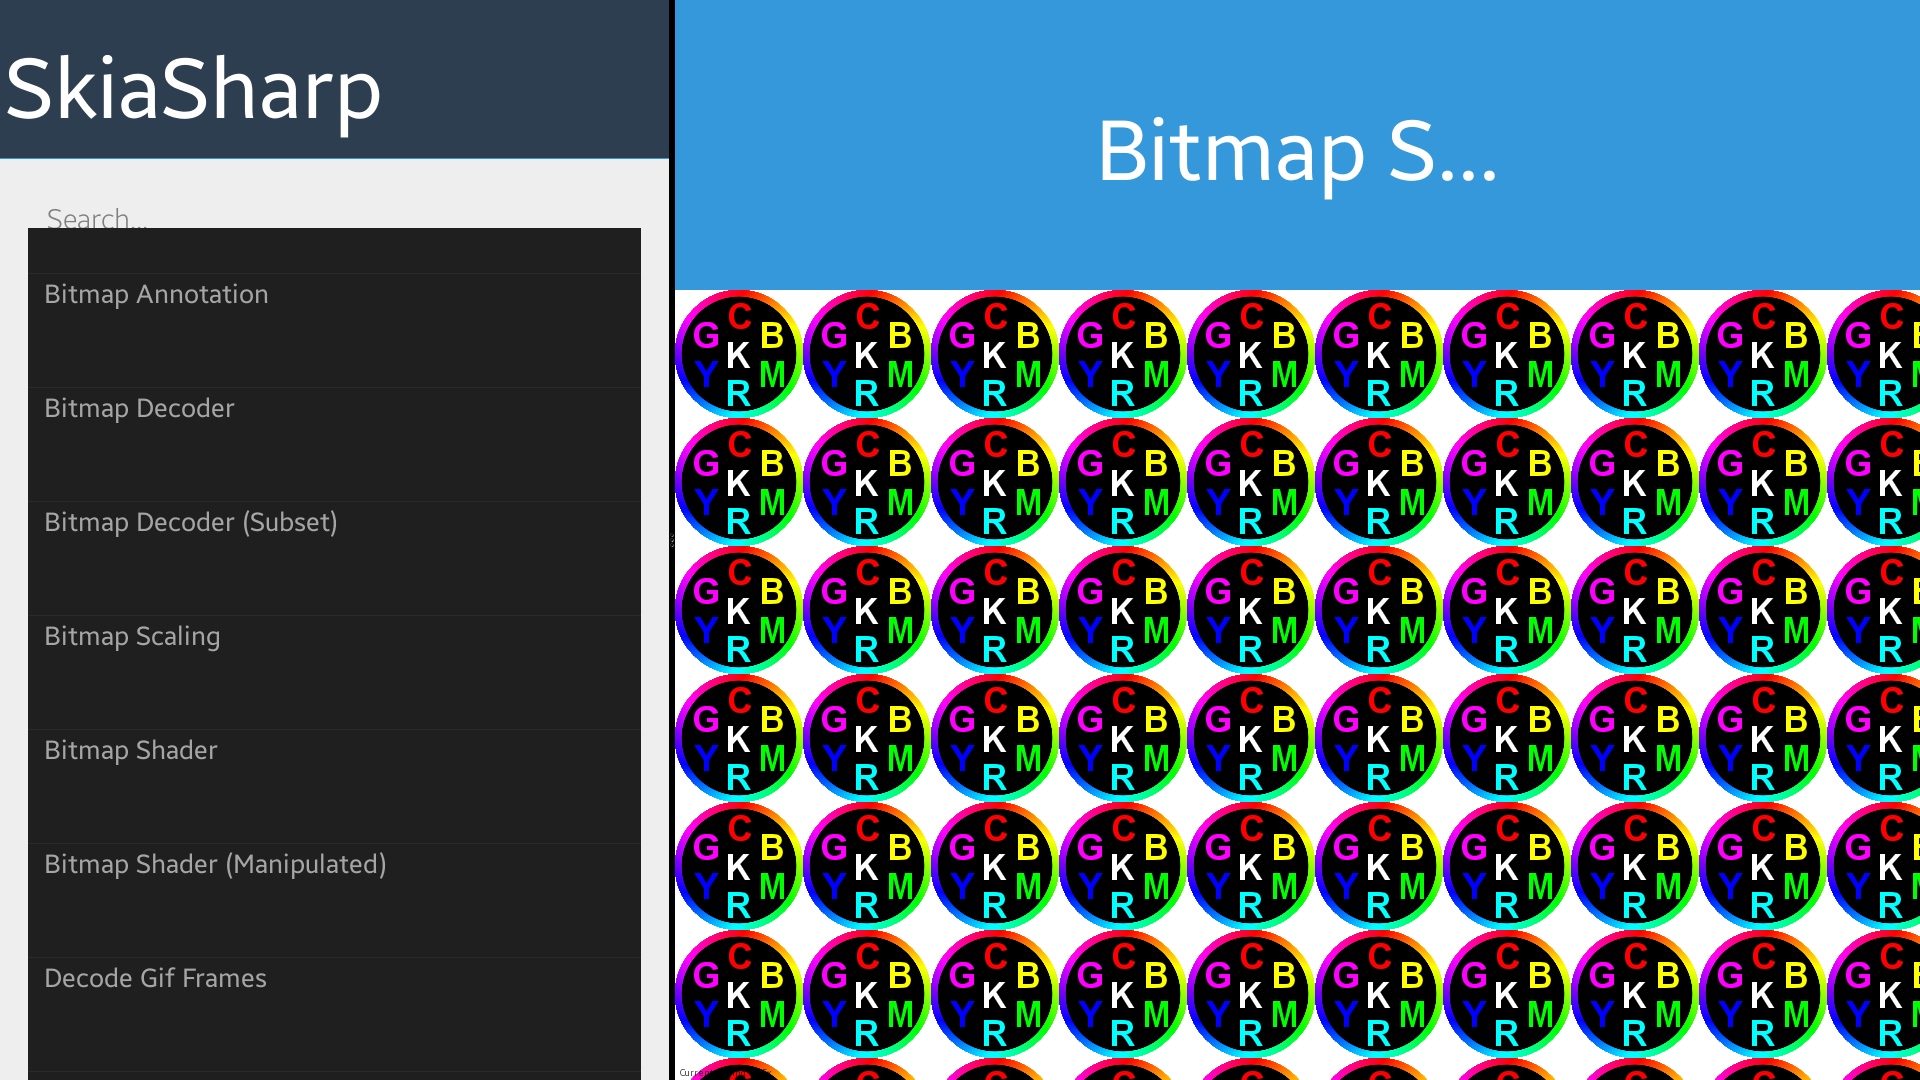 SkiaSharp
Bitmap S...
Search...
Bitmap Annotation
Bitmap Decoder
Bitmap Decoder (Subset)
Bitmap Scaling
Bitmap Shader
Bitmap Shader (Manipulated)
Decode Gif Frames
C
G B
K
Y M
R